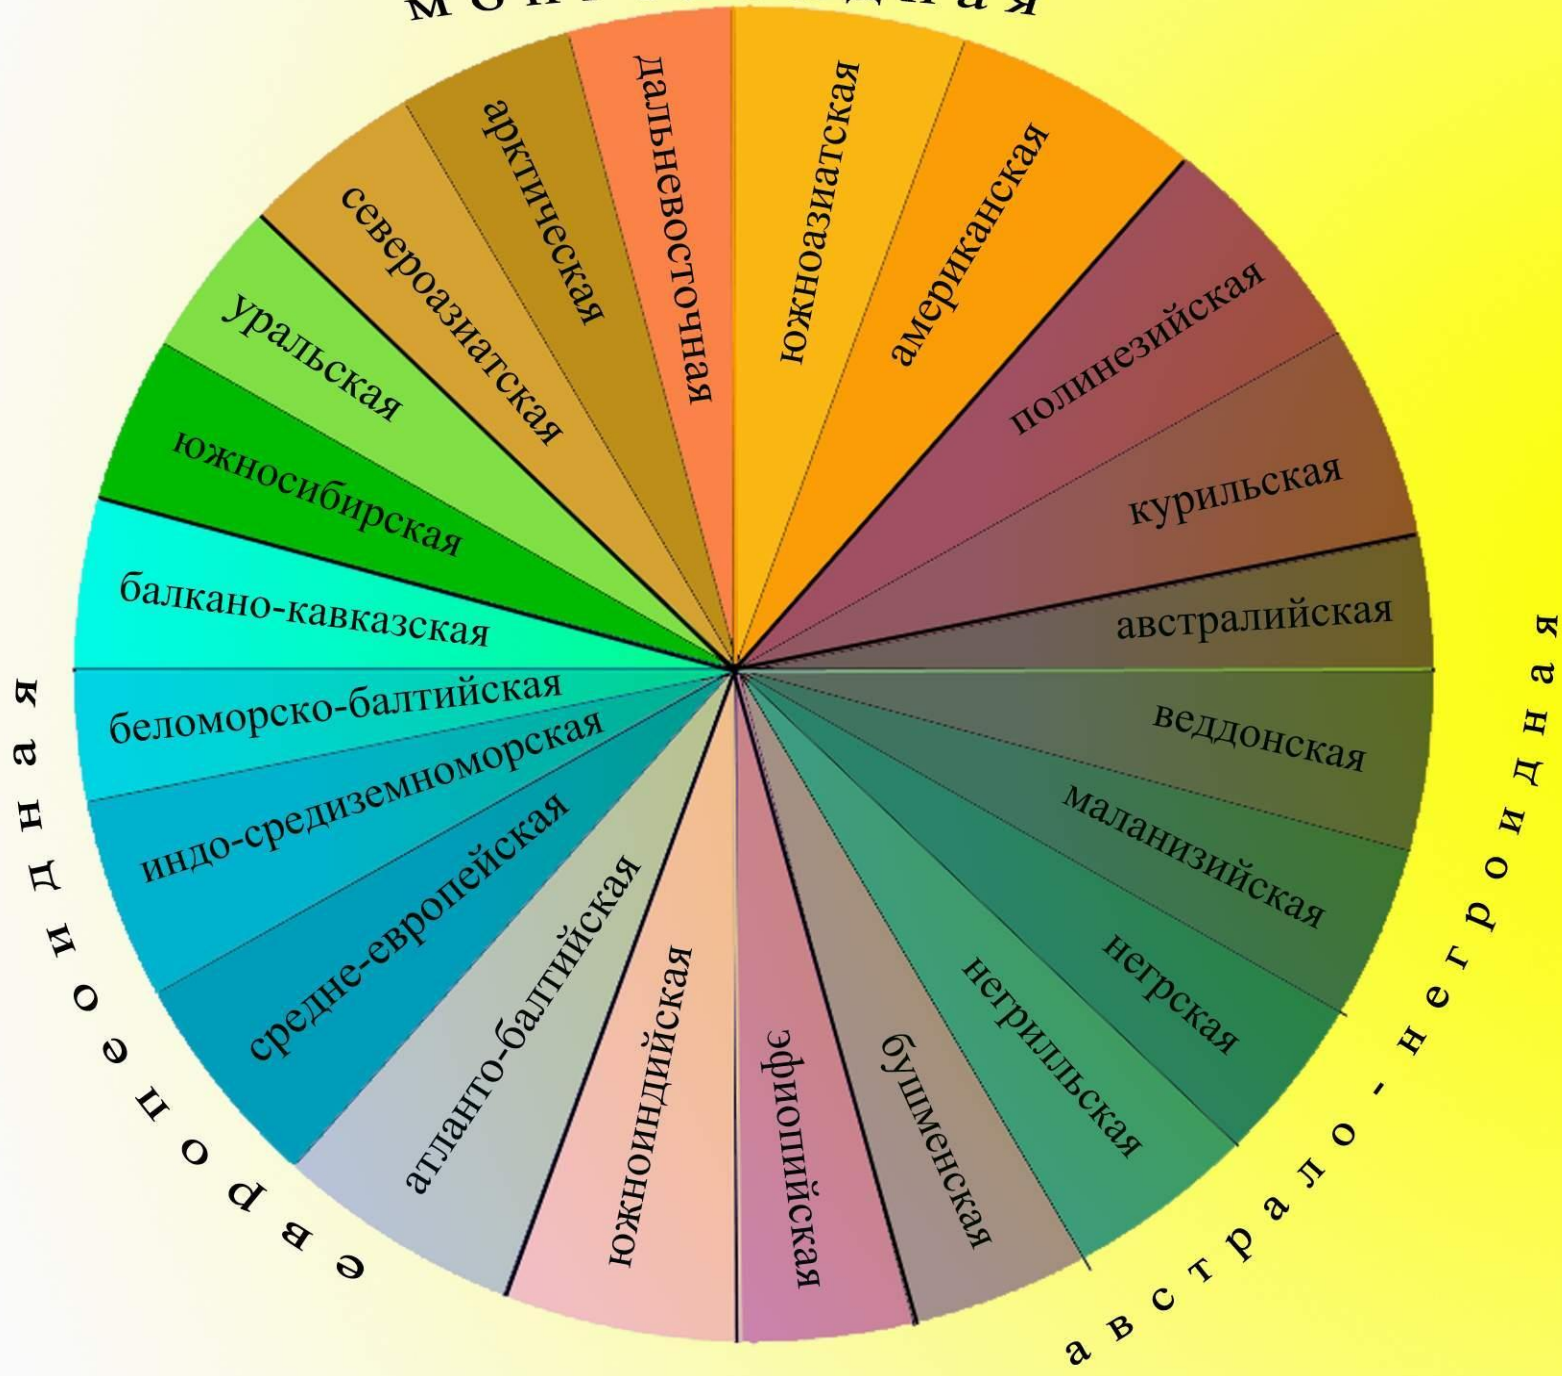 дальневосточная
южноазиатская
американская
полинезийская
курильская
австралийская
веддонская
маланизийская
негрская
негрилльская
бушменская
эфиопийская
южноиндийская
атланто-балтийская
средне-европейская
индо-средиземноморская
беломорско-балтийская
балкано-кавказская
южносибирская
уральская
североазиатская
арктическая
европеоидная
австрало-негроидная